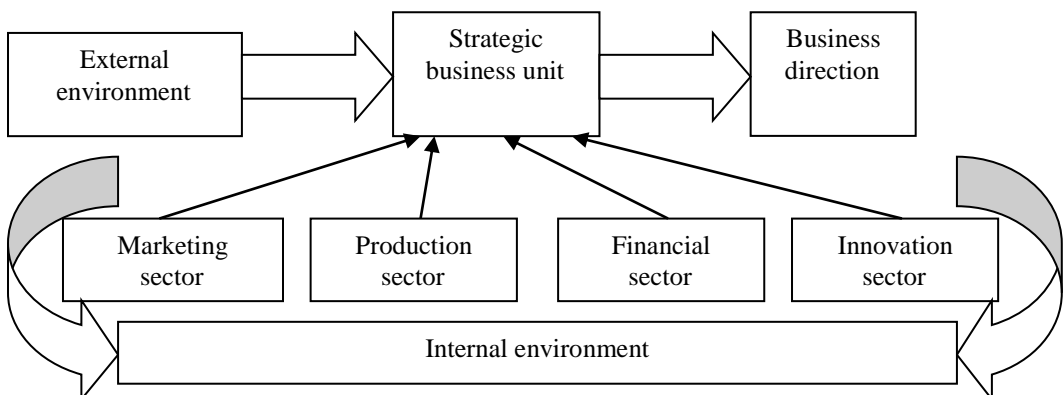 External
environment
Strategic
business unit
Business
direction
Marketing
sector
Production
sector
Financial
sector
Innovation
sector
Internal environment